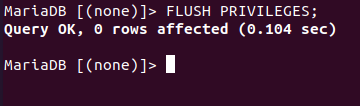 MariaDB [(none)]> FLUSH PRIVILEGES;
Query OK, 0 rows affected (0.104 sec)
MariaDB [(none)]>